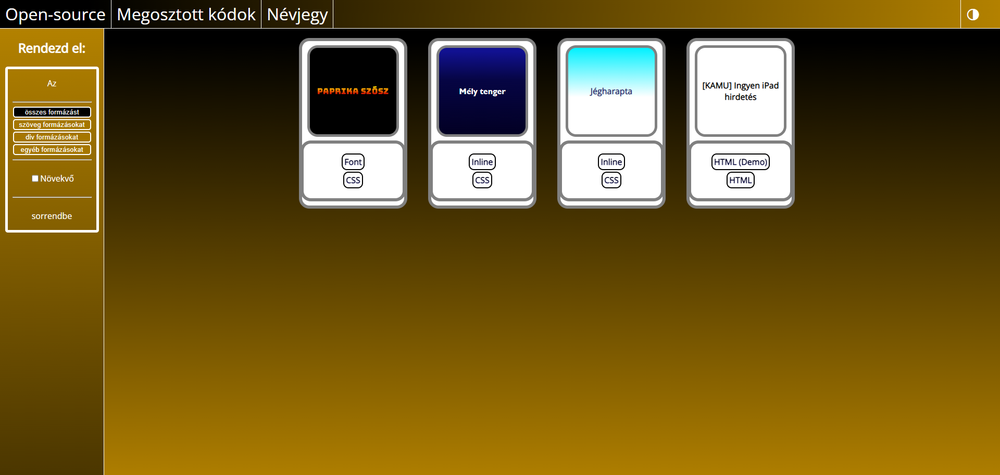 Open-source
Megosztott kódok
Névjegy
Rendezd el:
Az
összes formázást
szöveg formázásokat
div formázásokat
egyéb formázásokat
Növekvő
sorrendbe
PAPRIKA SZÓSZ
Font
CSS
Mély tenger
Inline
CSS
Jégharapta
Inline
CSS
[KAMU] Ingyen iPad
hirdetés
HTML (Demo)
HTML